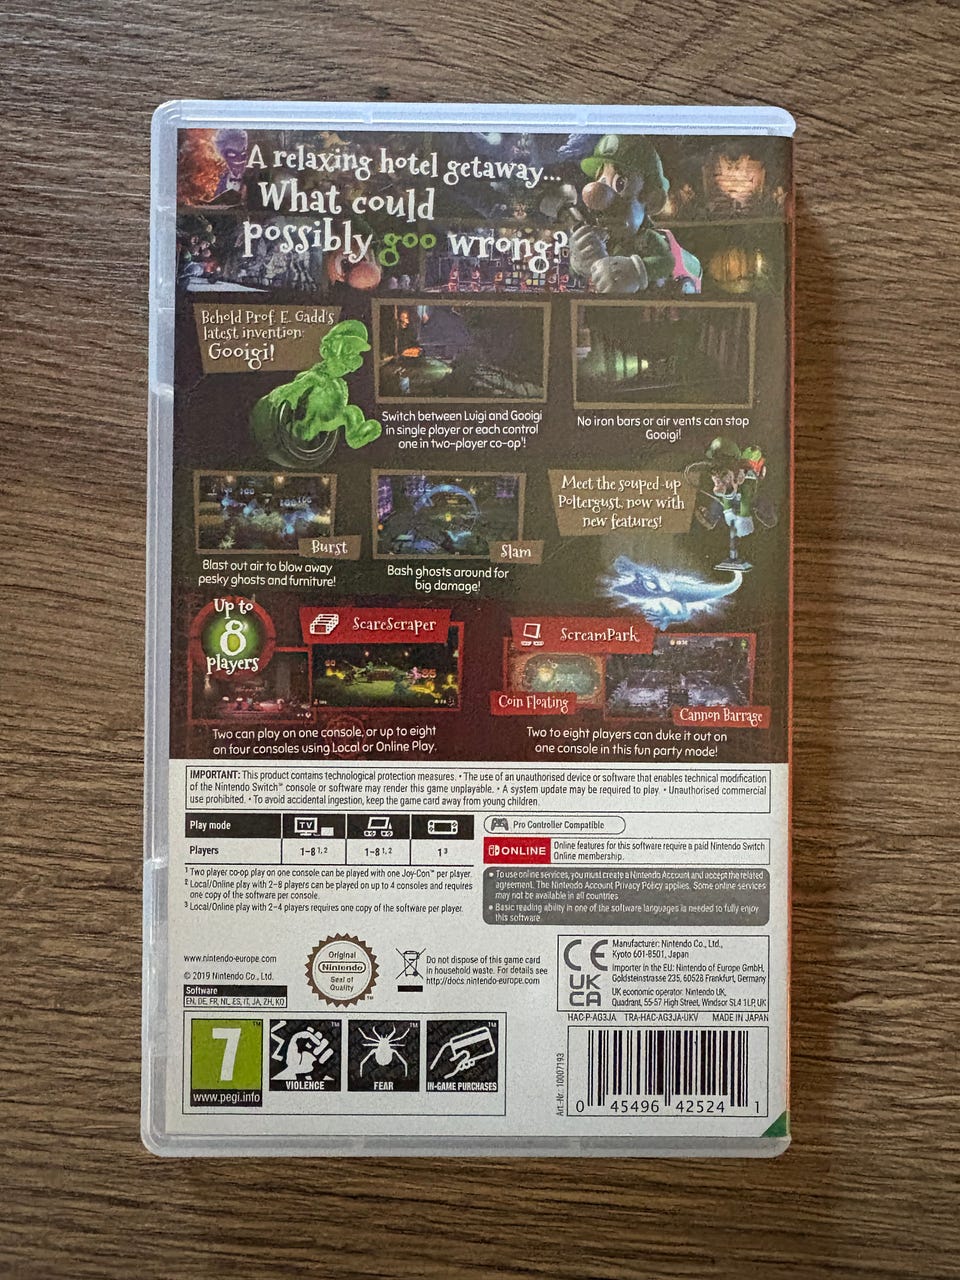 A relaxing hotel getaway...
What could
possibly goo wrong?
Behold Prof. E. Gadd's
latest invention:
Gooigi!
Switch between Luigi and Gooigi
in single player or each control
one in two-player co-op¹!
No iron bars or air vents can stop
Gooigi!
Burst
Blast out air to blow away
pesky ghosts and furniture!
Slam
Bash ghosts around for
big damage!
Meet the souped-up
Poltergust, now with
new features!
Up to
8
players
ScareScraper
Two can play on one console, or up to eight
on four consoles using Local or Online Play.
ScreamPark
Coin Floating
Cannon Barrage
Two to eight players can duke it out on
one console in this fun party mode!
IMPORTANT: This product contains technological protection measures. • The use of an unauthorised device or software that enables technical modification
of the Nintendo Switch™ console or software may render this game unplayable. • A system update may be required to play. • Unauthorised commercial
use prohibited. • To avoid accidental ingestion, keep the game card away from young children.
Play mode TV
Players 1-8¹,² 1-8¹,² 1³
Pro Controller Compatible
ONLINE
Online features for this software require a paid Nintendo Switch
Online membership.
¹ Two player co-op play on one console can be played with one Joy-Con™ per player.
² Local/Online play with 2-8 players can be played on up to 4 consoles and requires
one copy of the software per console.
³ Local/Online play with 2-4 players requires one copy of the software per player.
• To use online services, you must create a Nintendo Account and accept the related
agreement. The Nintendo Account Privacy Policy applies. Some online services
may not be available in all countries.
• Basic reading ability in one of the software languages is needed to fully enjoy
this software.
www.nintendo-europe.com
© 2019 Nintendo Co., Ltd.
Software
EN, DE, FR, NL, ES, IT, JA, ZH, KO
Original
Nintendo
Seal of
Quality
TM
Do not dispose of this game card
in household waste. For details see
http://docs.nintendo-europe.com
CE
UK
CA
Manufacturer: Nintendo Co., Ltd.,
Kyoto 601-8501, Japan
Importer in the EU: Nintendo of Europe GmbH,
Goldsteinstrasse 235, 60528 Frankfurt, Germany
UK economic operator: Nintendo UK,
Quadrant, 55-57 High Street, Windsor SL4 1LP, UK
HAC-P-AG3JA TRA-HAC-AG3JA-UKV MADE IN JAPAN
7
www.pegi.info
VIOLENCE
FEAR
IN-GAME PURCHASES
Art.-Nr.: 10007193
0 45496 42524 1